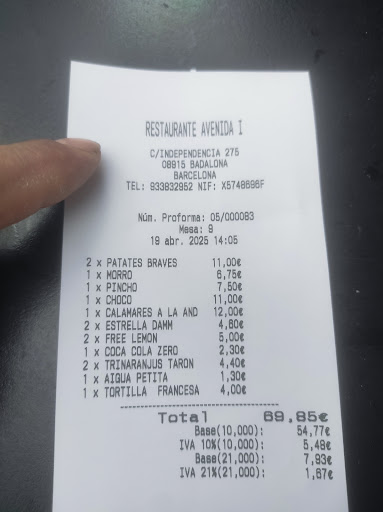 RESTAURANTE AVENIDA I
C/INDEPENDENCIA 275
08915 BADALONA
BARCELONA
TEL: 933832952 NIF: X5748696F
Núm. Proforma: 05/000083
Mesa: 9
19 abr. 2025 14:05
2 x PATATES BRAVES 11,00€
1 x MORRO 6,75€
1 x PINCHO 7,50€
1 x CHOCO 11,00€
1 x CALAMARES A LA AND 12,00€
2 x ESTRELLA DAMM 4,60€
2 x FREE LEMON 5,00€
1 x COCA COLA ZERO 2,30€
2 x TRINARANJUS TARON 4,40€
1 x AIGUA PETITA 1,30€
1 x TORTILLA FRANCESA 4,00€
Total 69,85€
Base(10,000): 54,77€
IVA 10%(10,000): 5,48€
Base(21,000): 7,93€
IVA 21%(21,000): 1,67€